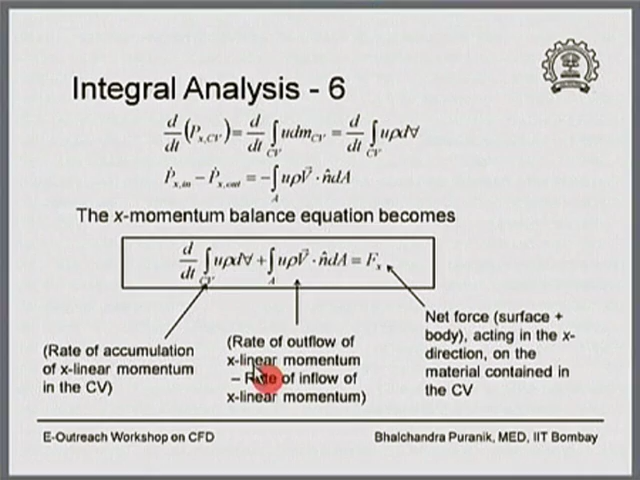 Integral Analysis - 6
d/dt (P_x,CV) = d/dt ∫_CV u dm_CV = d/dt ∫_CV uρd∀
Ṗ_x,in − Ṗ_x,out = −∫_A uρV⃗ · n̂dA
The x-momentum balance equation becomes
d/dt ∫_CV uρd∀ + ∫_A uρV⃗ · n̂dA = F_x
(Rate of accumulation
of x-linear momentum
in the CV)
(Rate of outflow of
x-linear momentum
– Rate of inflow of
x-linear momentum)
Net force (surface +
body), acting in the x-
direction, on the
material contained in
the CV
E-Outreach Workshop on CFD
Bhalchandra Puranik, MED, IIT Bombay